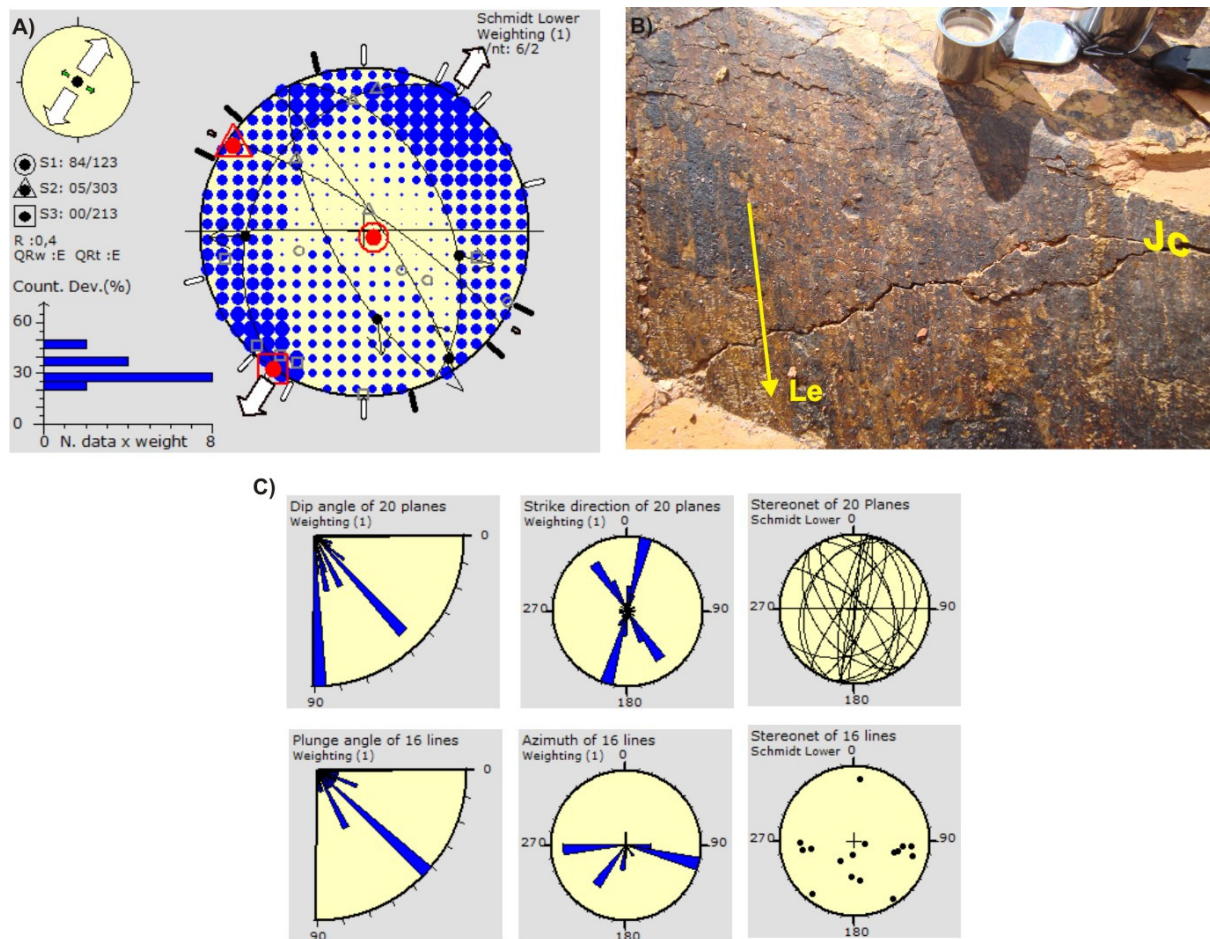 A)
Schmidt Lower
Weighting (1)
/nt: 6/2
S1: 84/123
S2: 05/303
S3: 00/213
R :0,4
QRw :E QRt :E
Count. Dev.(%)
60
30
0
0 N. data x weight 8
D
D
B)
Jc
Le
C)
Dip angle of 20 planes
Weighting (1)
0
90
Strike direction of 20 planes
Weighting (1) 0
270
90
180
Stereonet of 20 Planes
Schmidt Lower 0
270
90
180
Plunge angle of 16 lines
Weighting (1)
0
90
Azimuth of 16 lines
Weighting (1) 0
270
90
180
Stereonet of 16 lines
Schmidt Lower 0
270
90
180